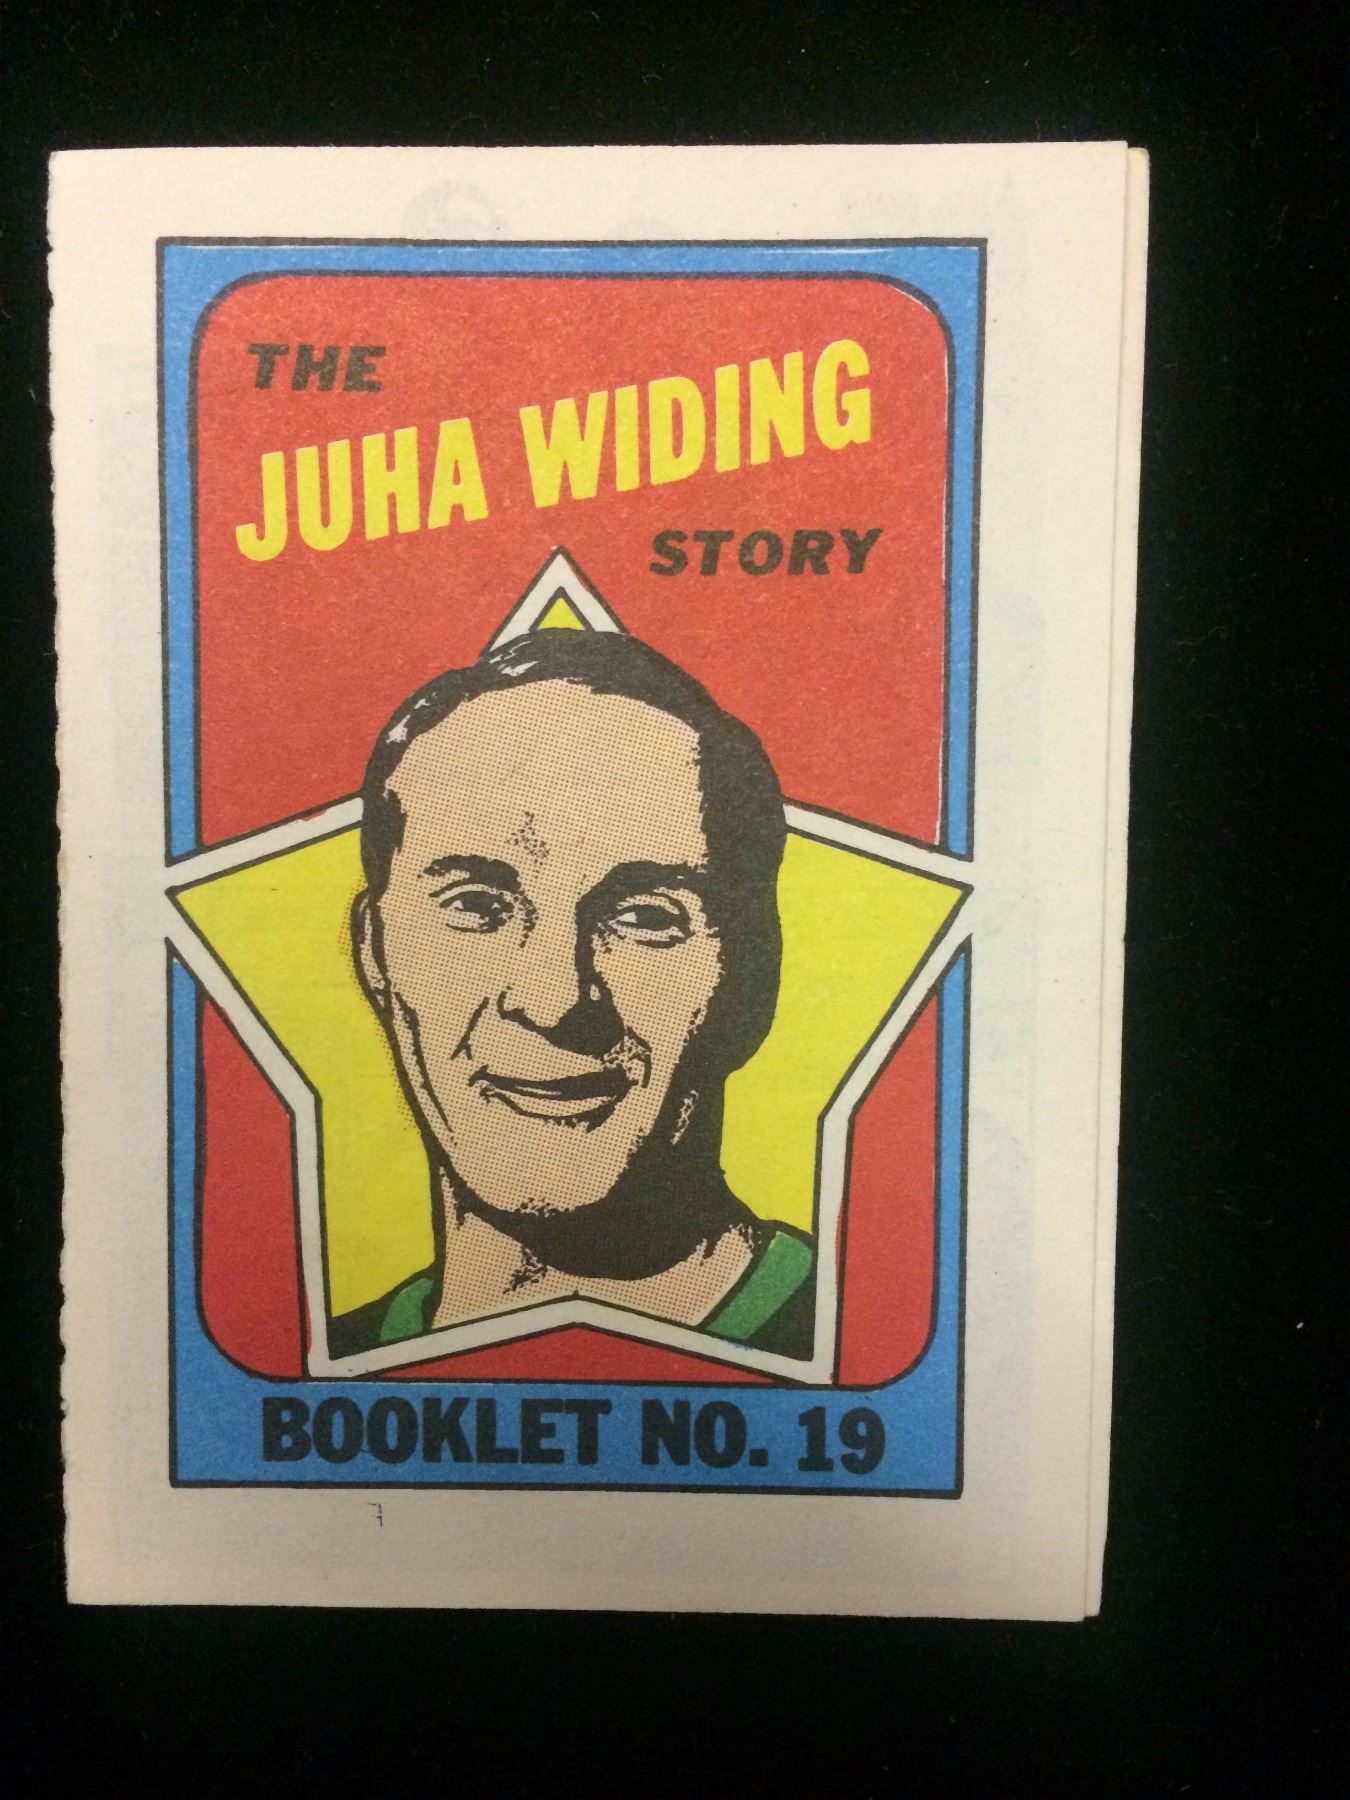 THE
JUHA WIDING
STORY
BOOKLET NO. 19